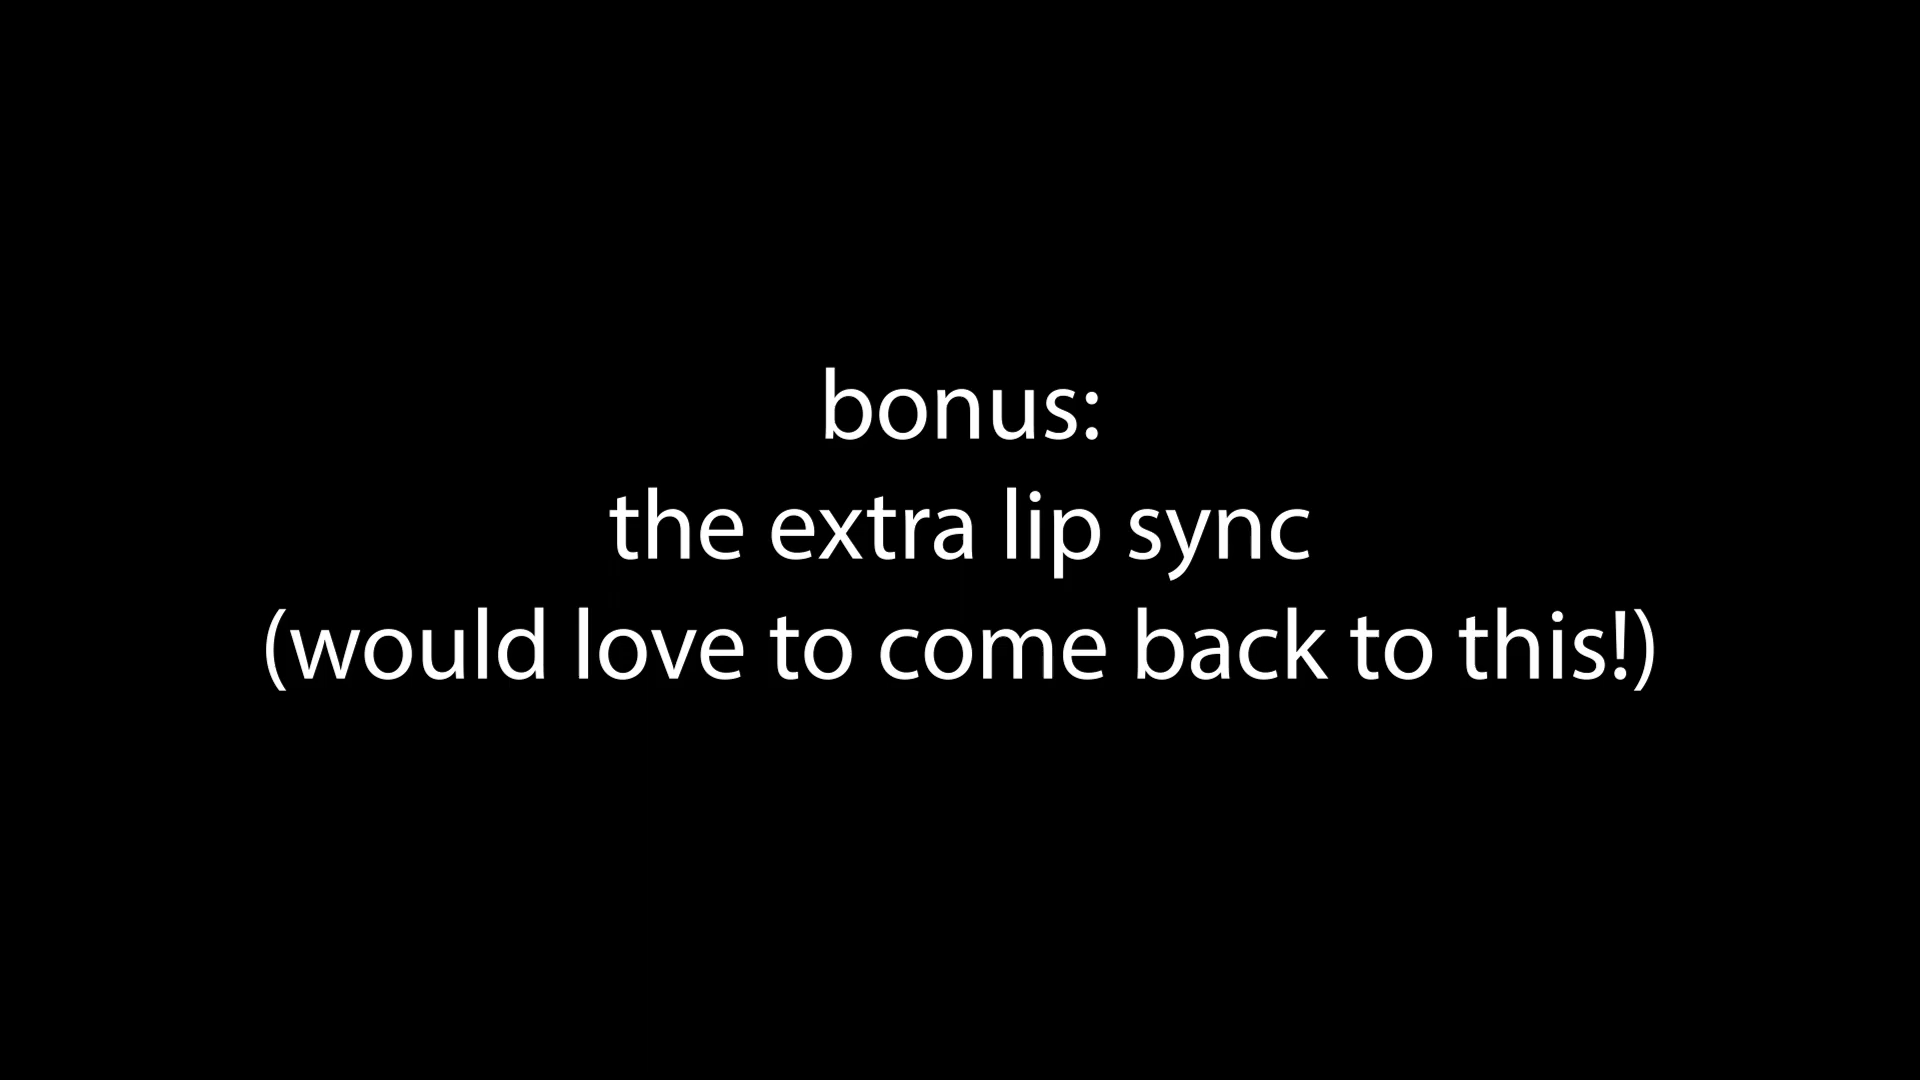 bonus:
the extra lip sync
(would love to come back to this!)